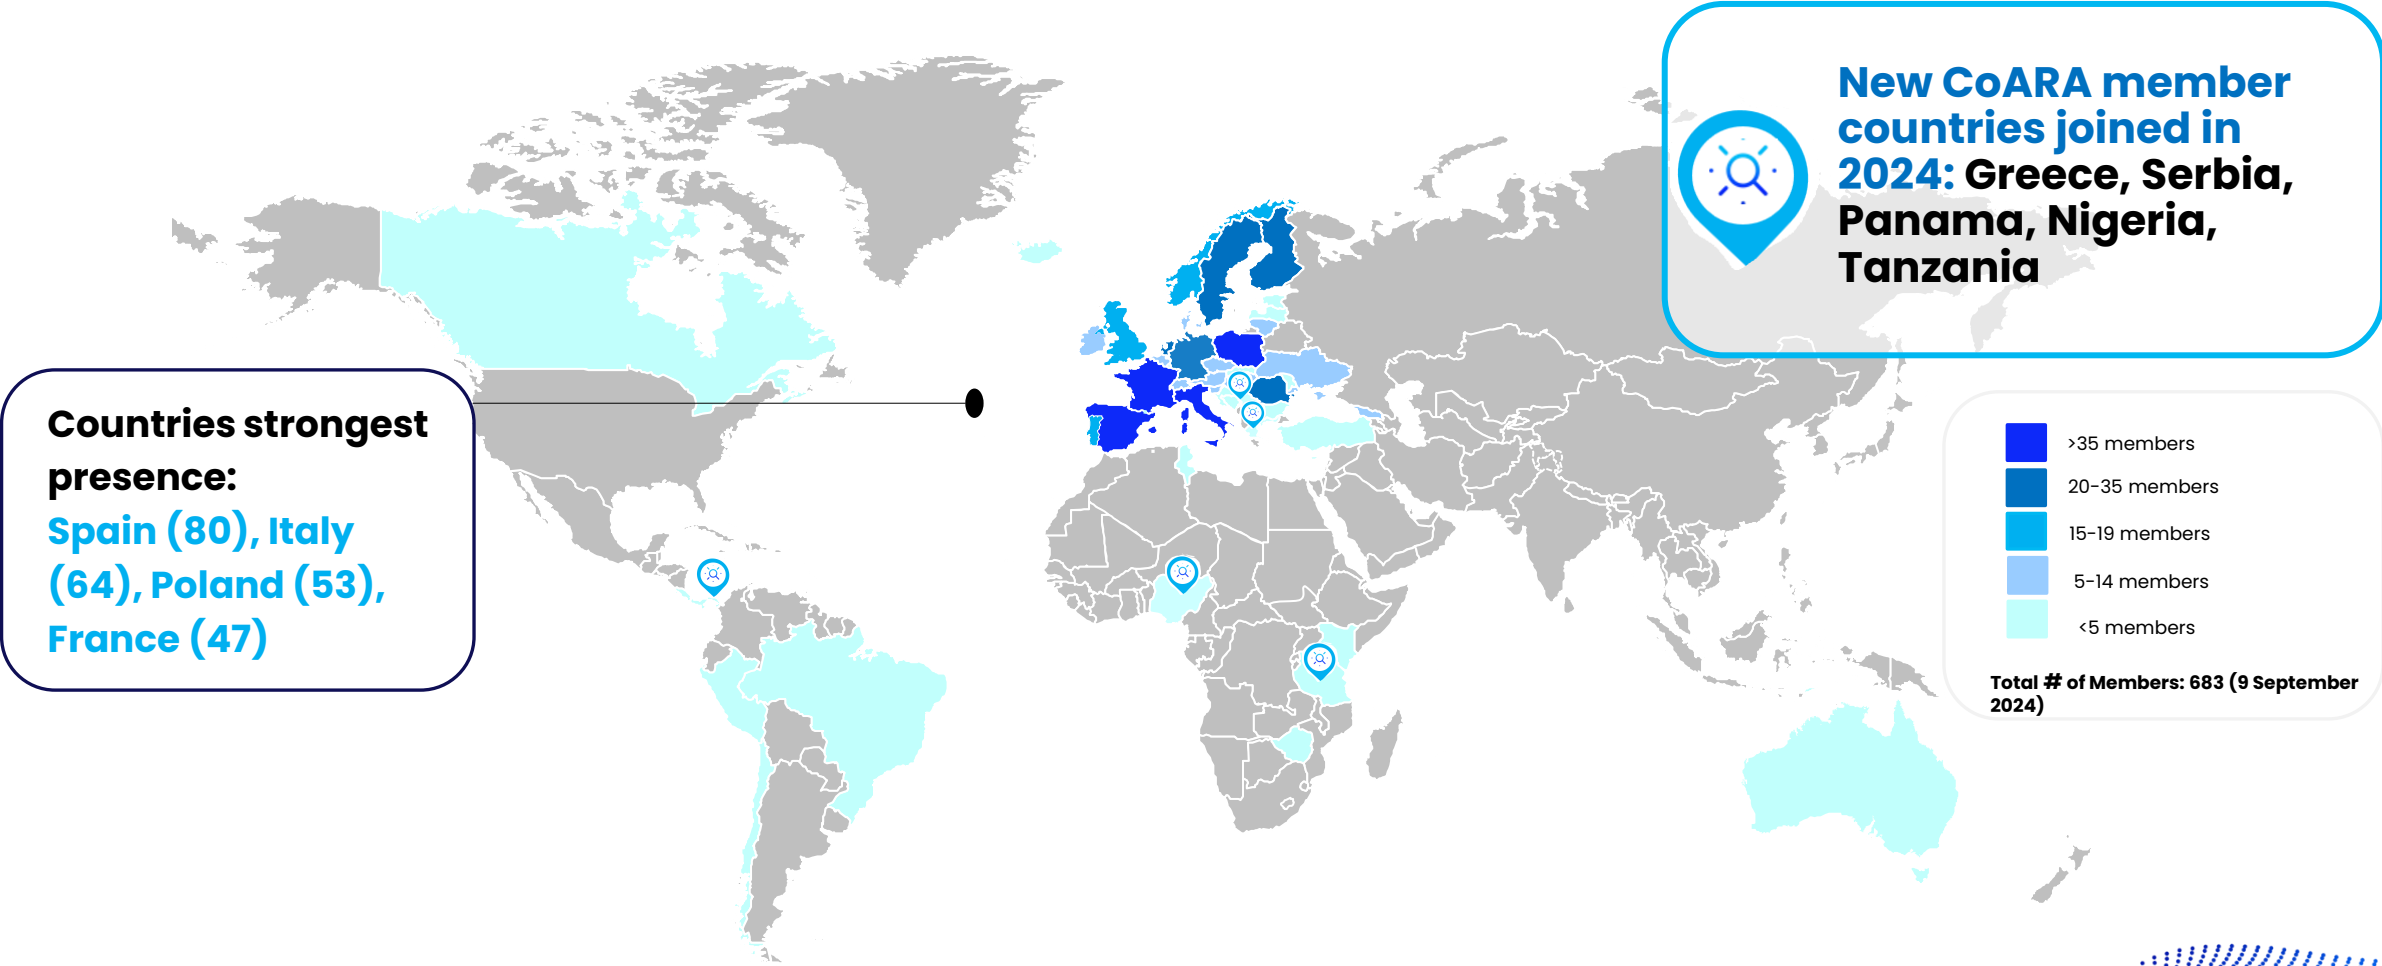 New CoARA member
countries joined in
2024: Greece, Serbia,
Panama, Nigeria,
Tanzania
Countries strongest
presence:
Spain (80), Italy
(64), Poland (53),
France (47)
>35 members
20-35 members
15-19 members
5-14 members
<5 members
Total # of Members: 683 (9 September
2024)